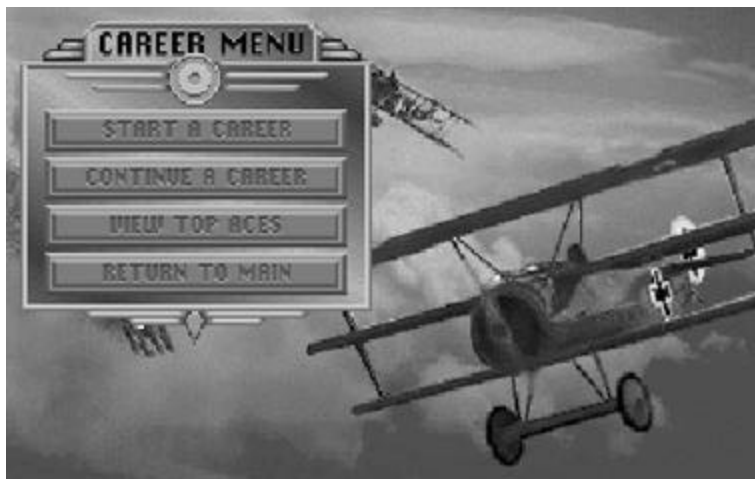 CAREER MENU
START A CAREER
CONTINUE A CAREER
VIEW TOP ACES
RETURN TO MAIN